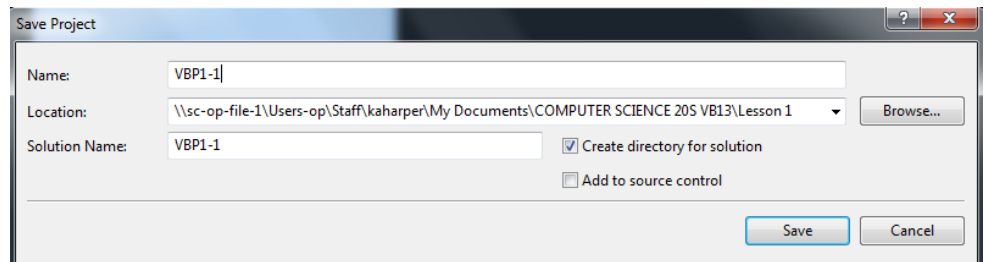 Save Project
?
Name: VBP1-1
Location: \\sc-op-file-1\Users-op\Staff\kaharper\My Documents\COMPUTER SCIENCE 20S VB13\Lesson 1 Browse...
Solution Name: VBP1-1 Create directory for solution
Add to source control
Save Cancel